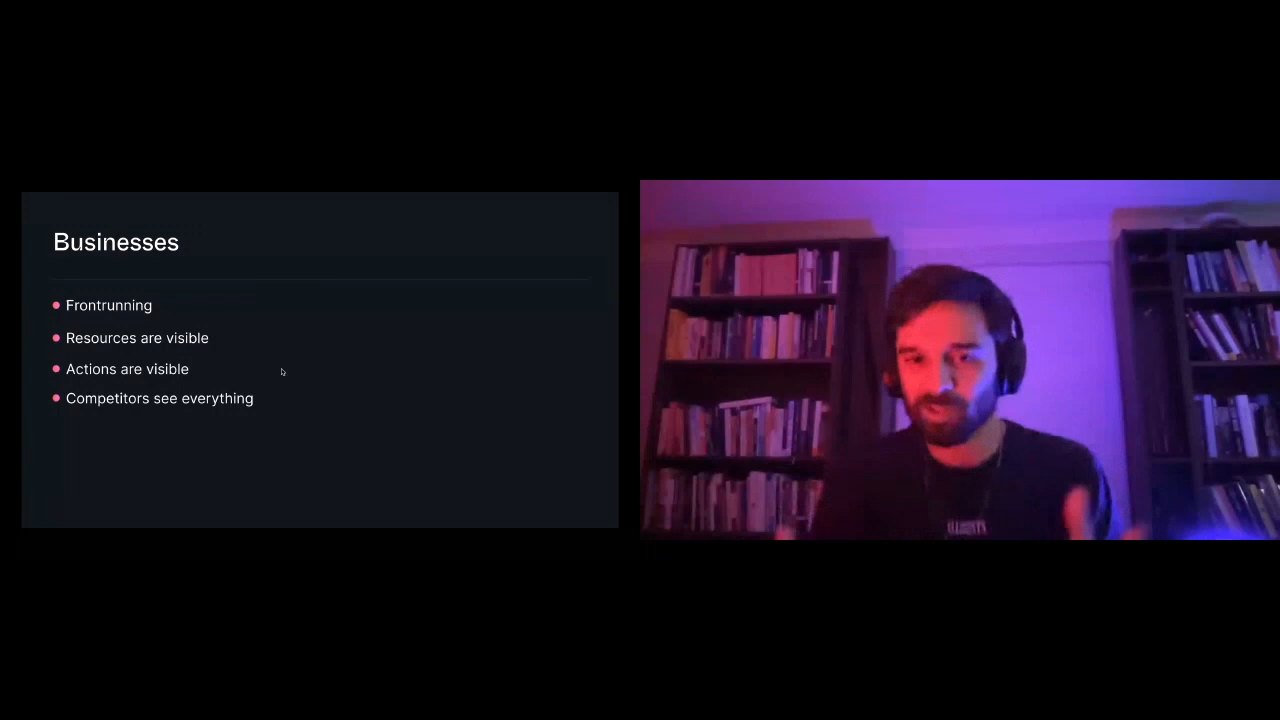 Businesses
Frontrunning
Resources are visible
Actions are visible
Competitors see everything